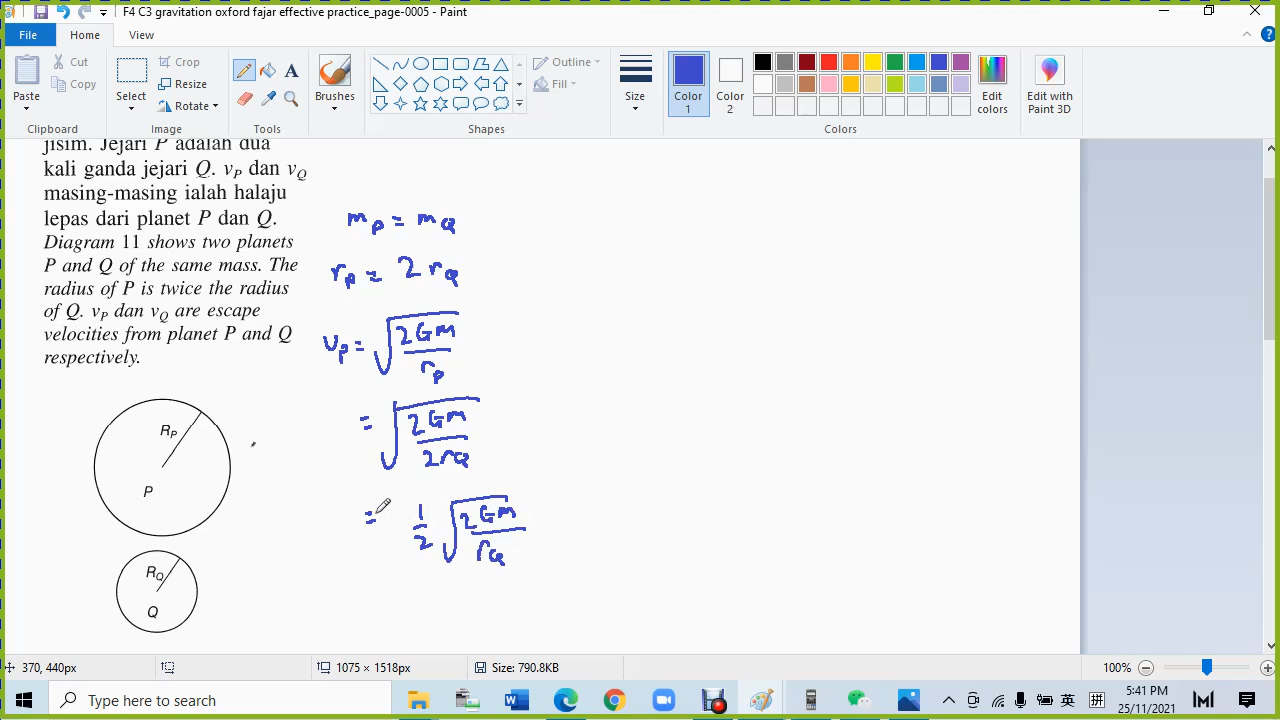 F4 C3 gravitation oxford fajar effective practice_page-0005 - Paint
File Home View
Paste
Cut
Copy
Clipboard
Select
Crop
Resize
Rotate
Image
A
Tools
Brushes
Shapes
Outline
Fill
Size
Color 1
Color 2
Edit colors
Colors
Edit with Paint 3D
jisim. Jejari P adalah dua
kali ganda jejari Q. vP dan vQ
masing-masing ialah halaju
lepas dari planet P dan Q.
Diagram 11 shows two planets
P and Q of the same mass. The
radius of P is twice the radius
of Q. vP dan vQ are escape
velocities from planet P and Q
respectively.
RP
P
RQ
Q
mP = mQ
rP = 2 rQ
vP = √(2GM/rP)
= √(2GM/2rQ)
= 1/2 √(2GM/rQ)
370, 440px
1075 × 1518px
Size: 790.8KB
100%
Type here to search
英
拼
5:41 PM
25/11/2021